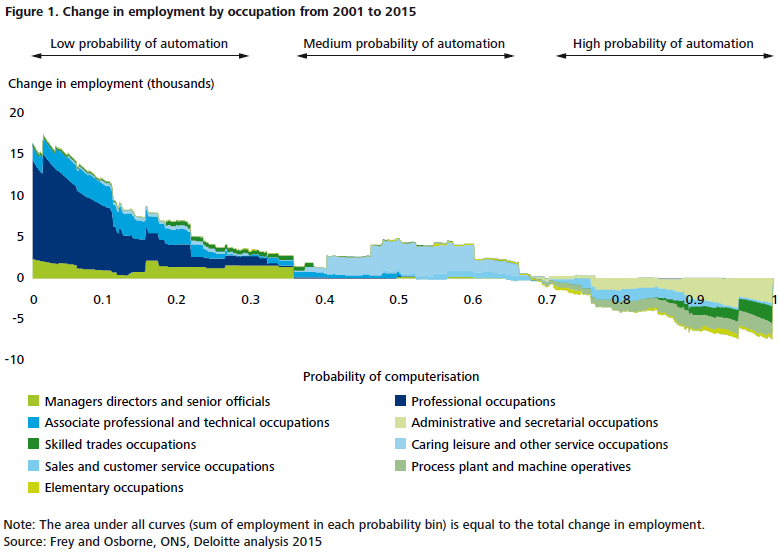 Figure 1. Change in employment by occupation from 2001 to 2015
Low probability of automation Medium probability of automation High probability of automation
Change in employment (thousands)
20
15
10
5
0
0 0.1 0.2 0.3 0.4 0.5 0.6 0.7 0.8 0.9 1
-5
-10
Probability of computerisation
Managers directors and senior officials Professional occupations
Associate professional and technical occupations Administrative and secretarial occupations
Skilled trades occupations Caring leisure and other service occupations
Sales and customer service occupations Process plant and machine operatives
Elementary occupations
Note: The area under all curves (sum of employment in each probability bin) is equal to the total change in employment.
Source: Frey and Osborne, ONS, Deloitte analysis 2015